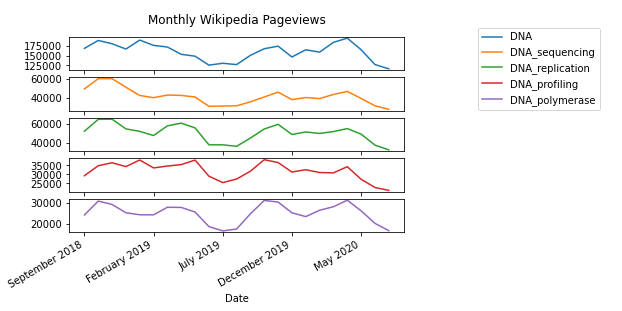 Monthly Wikipedia Pageviews
DNA
DNA_sequencing
DNA_replication
DNA_profiling
DNA_polymerase
175000
150000
125000
60000
40000
60000
40000
35000
30000
25000
30000
20000
September 2018
February 2019
July 2019
December 2019
May 2020
Date